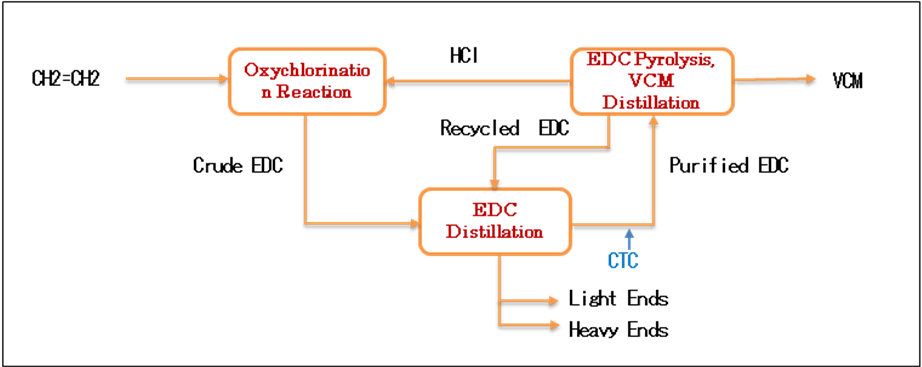 CH2=CH2
Oxychlorinatio
n Reaction
HCl
EDC Pyrolysis,
VCM
Distillation
VCM
Recycled EDC
Crude EDC
Purified EDC
EDC
Distillation
CTC
Light Ends
Heavy Ends